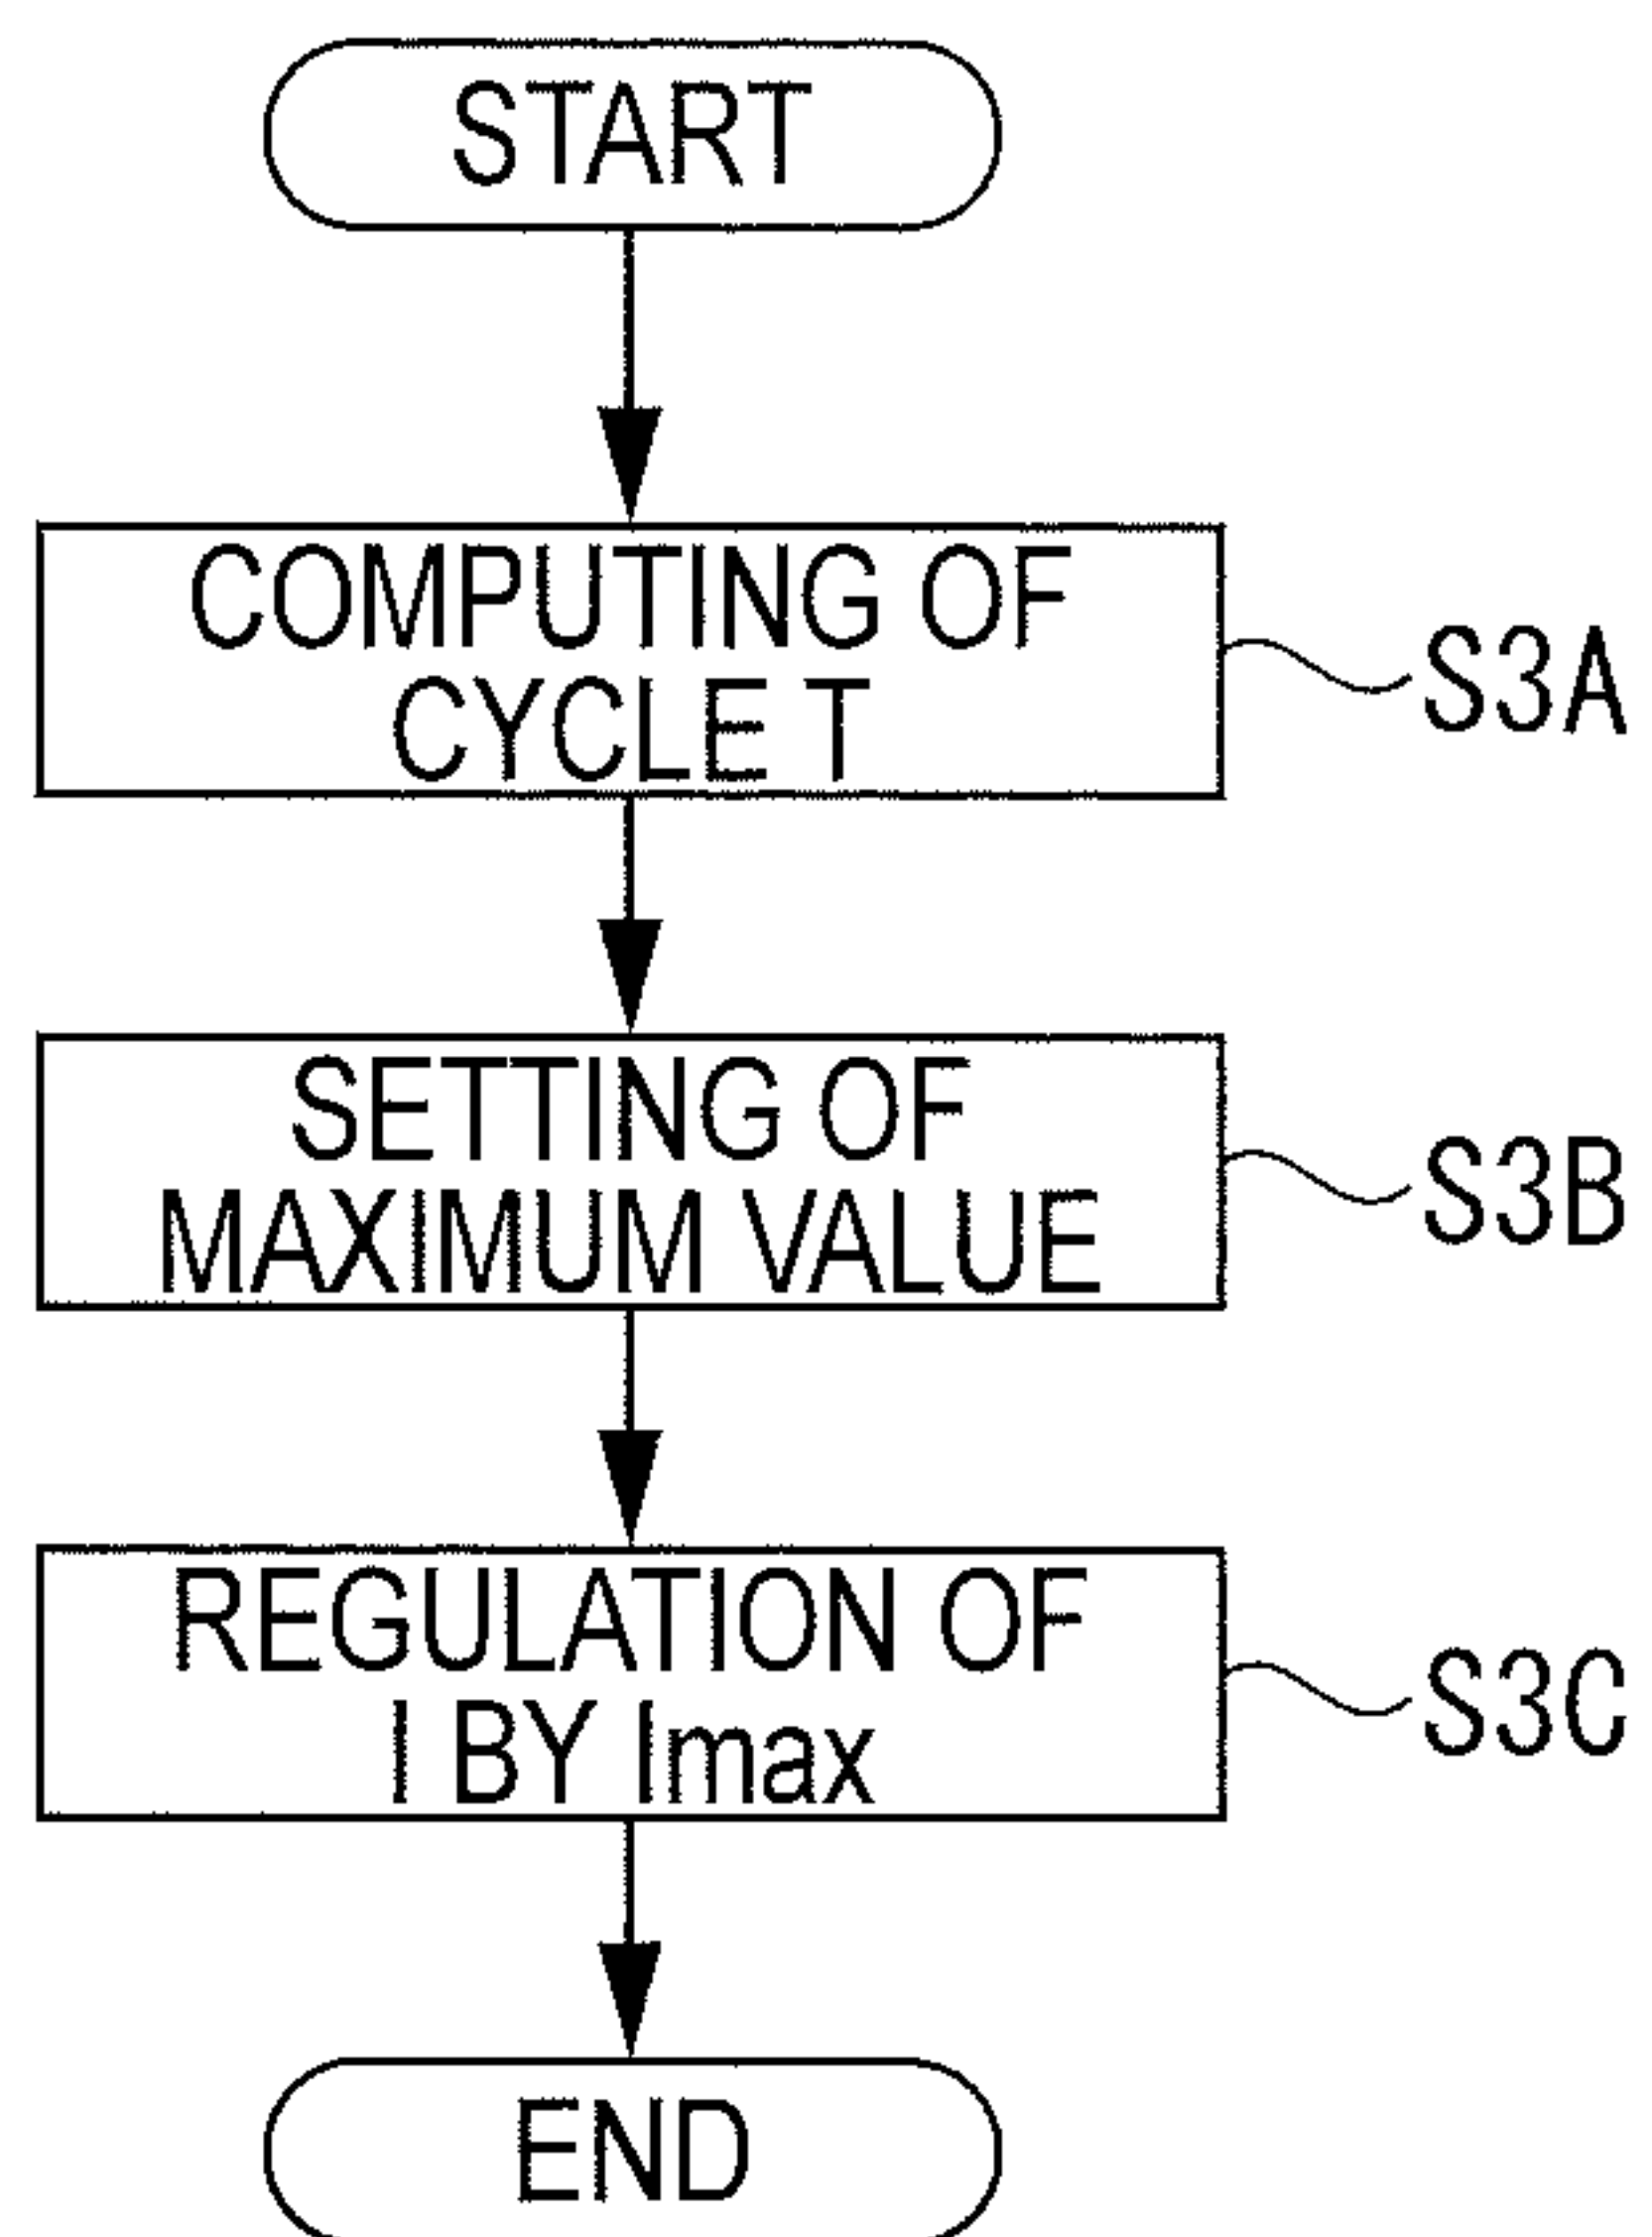 START
COMPUTING OF
CYCLE T
S3A
SETTING OF
MAXIMUM VALUE
S3B
REGULATION OF
I BY Imax
S3C
END